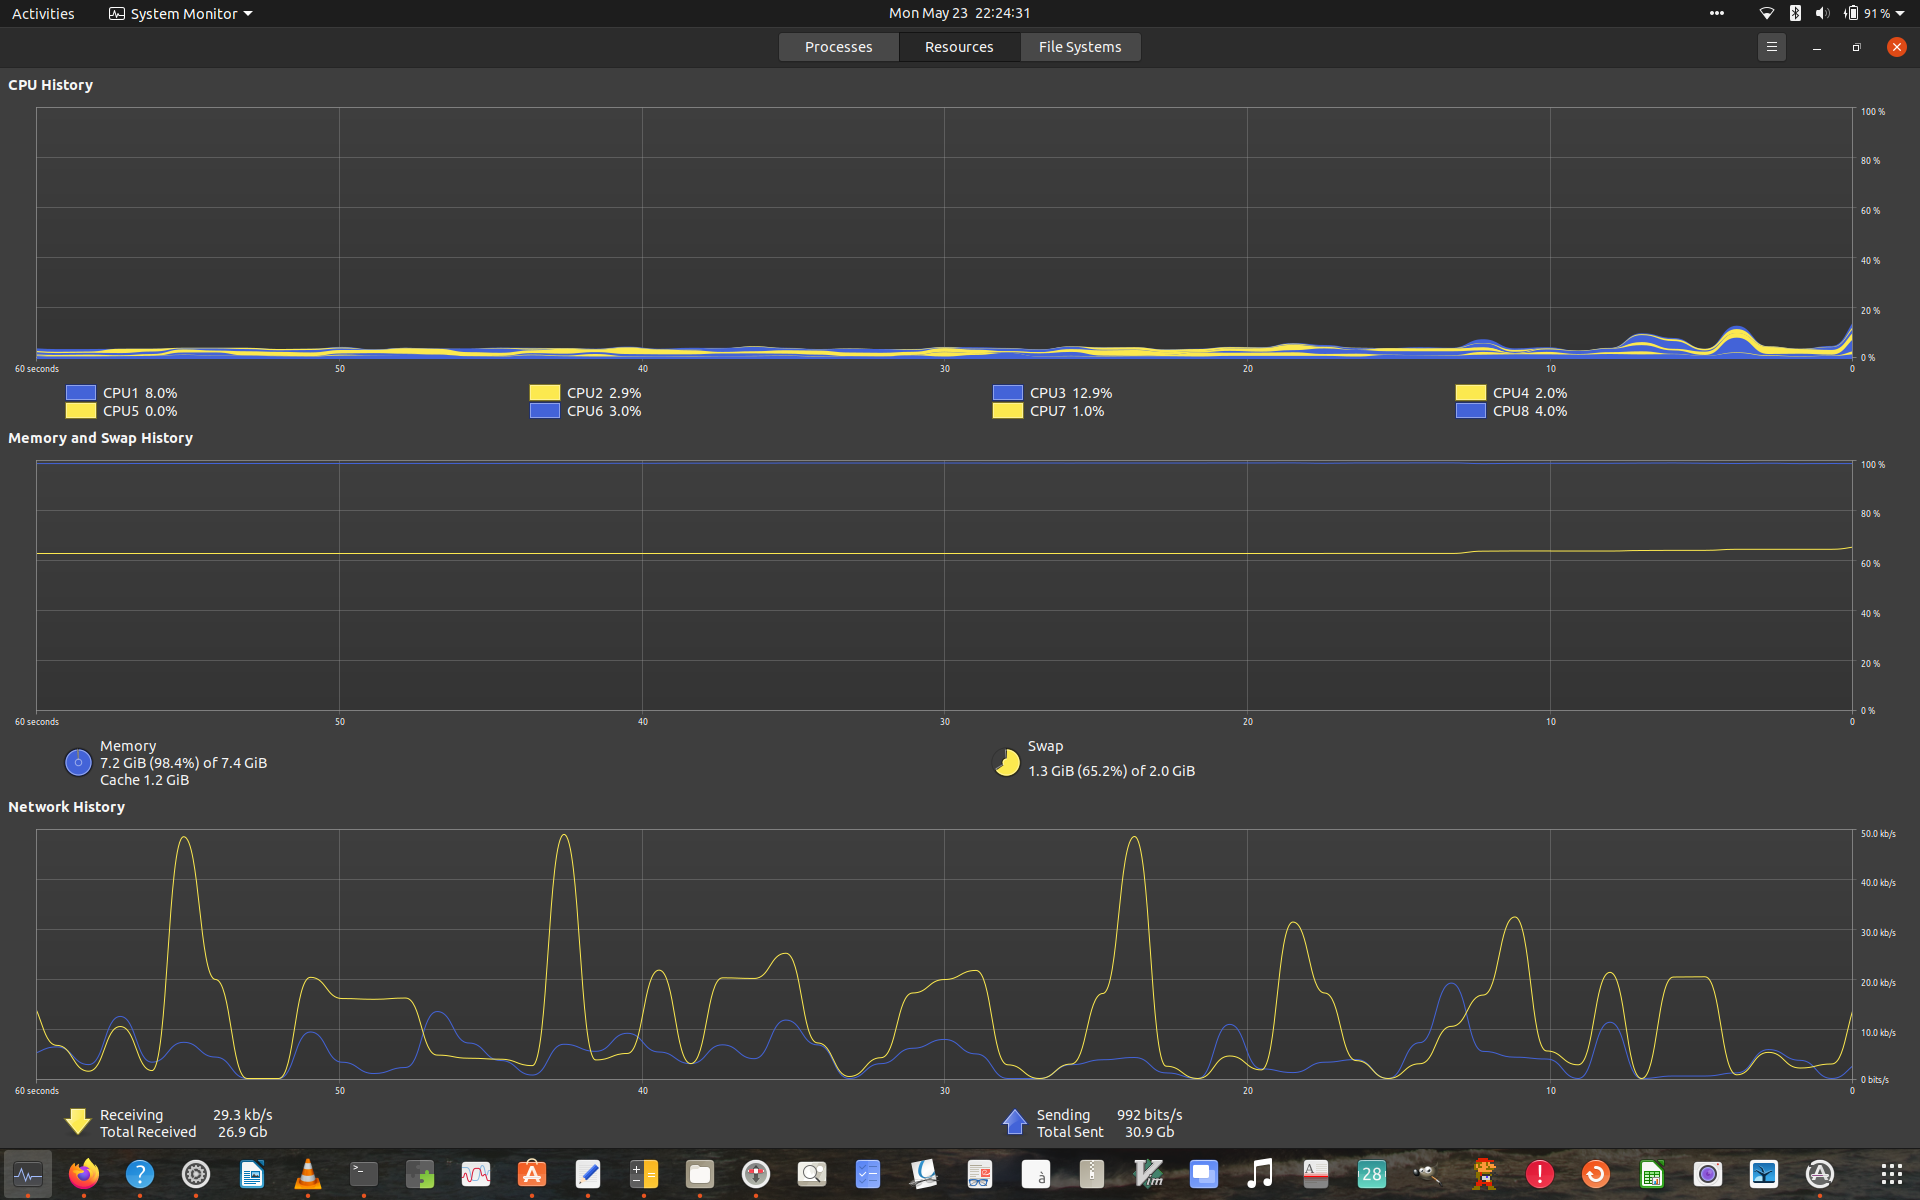 Activities System Monitor Mon May 23 22:24:31 91 %
Processes Resources File Systems
CPU History
100 %
80 %
60 %
40 %
20 %
0 %
60 seconds 50 40 30 20 10 0
CPU1 8.0% CPU2 2.9% CPU3 12.9% CPU4 2.0%
CPU5 0.0% CPU6 3.0% CPU7 1.0% CPU8 4.0%
Memory and Swap History
100 %
80 %
60 %
40 %
20 %
0 %
60 seconds 50 40 30 20 10 0
Memory
7.2 GiB (98.4%) of 7.4 GiB
Cache 1.2 GiB
Swap
1.3 GiB (65.2%) of 2.0 GiB
Network History
50.0 kb/s
40.0 kb/s
30.0 kb/s
20.0 kb/s
10.0 kb/s
0 bits/s
60 seconds 50 40 30 20 10 0
Receiving 29.3 kb/s
Total Received 26.9 Gb
Sending 992 bits/s
Total Sent 30.9 Gb
? >_ à Vim A 28 !